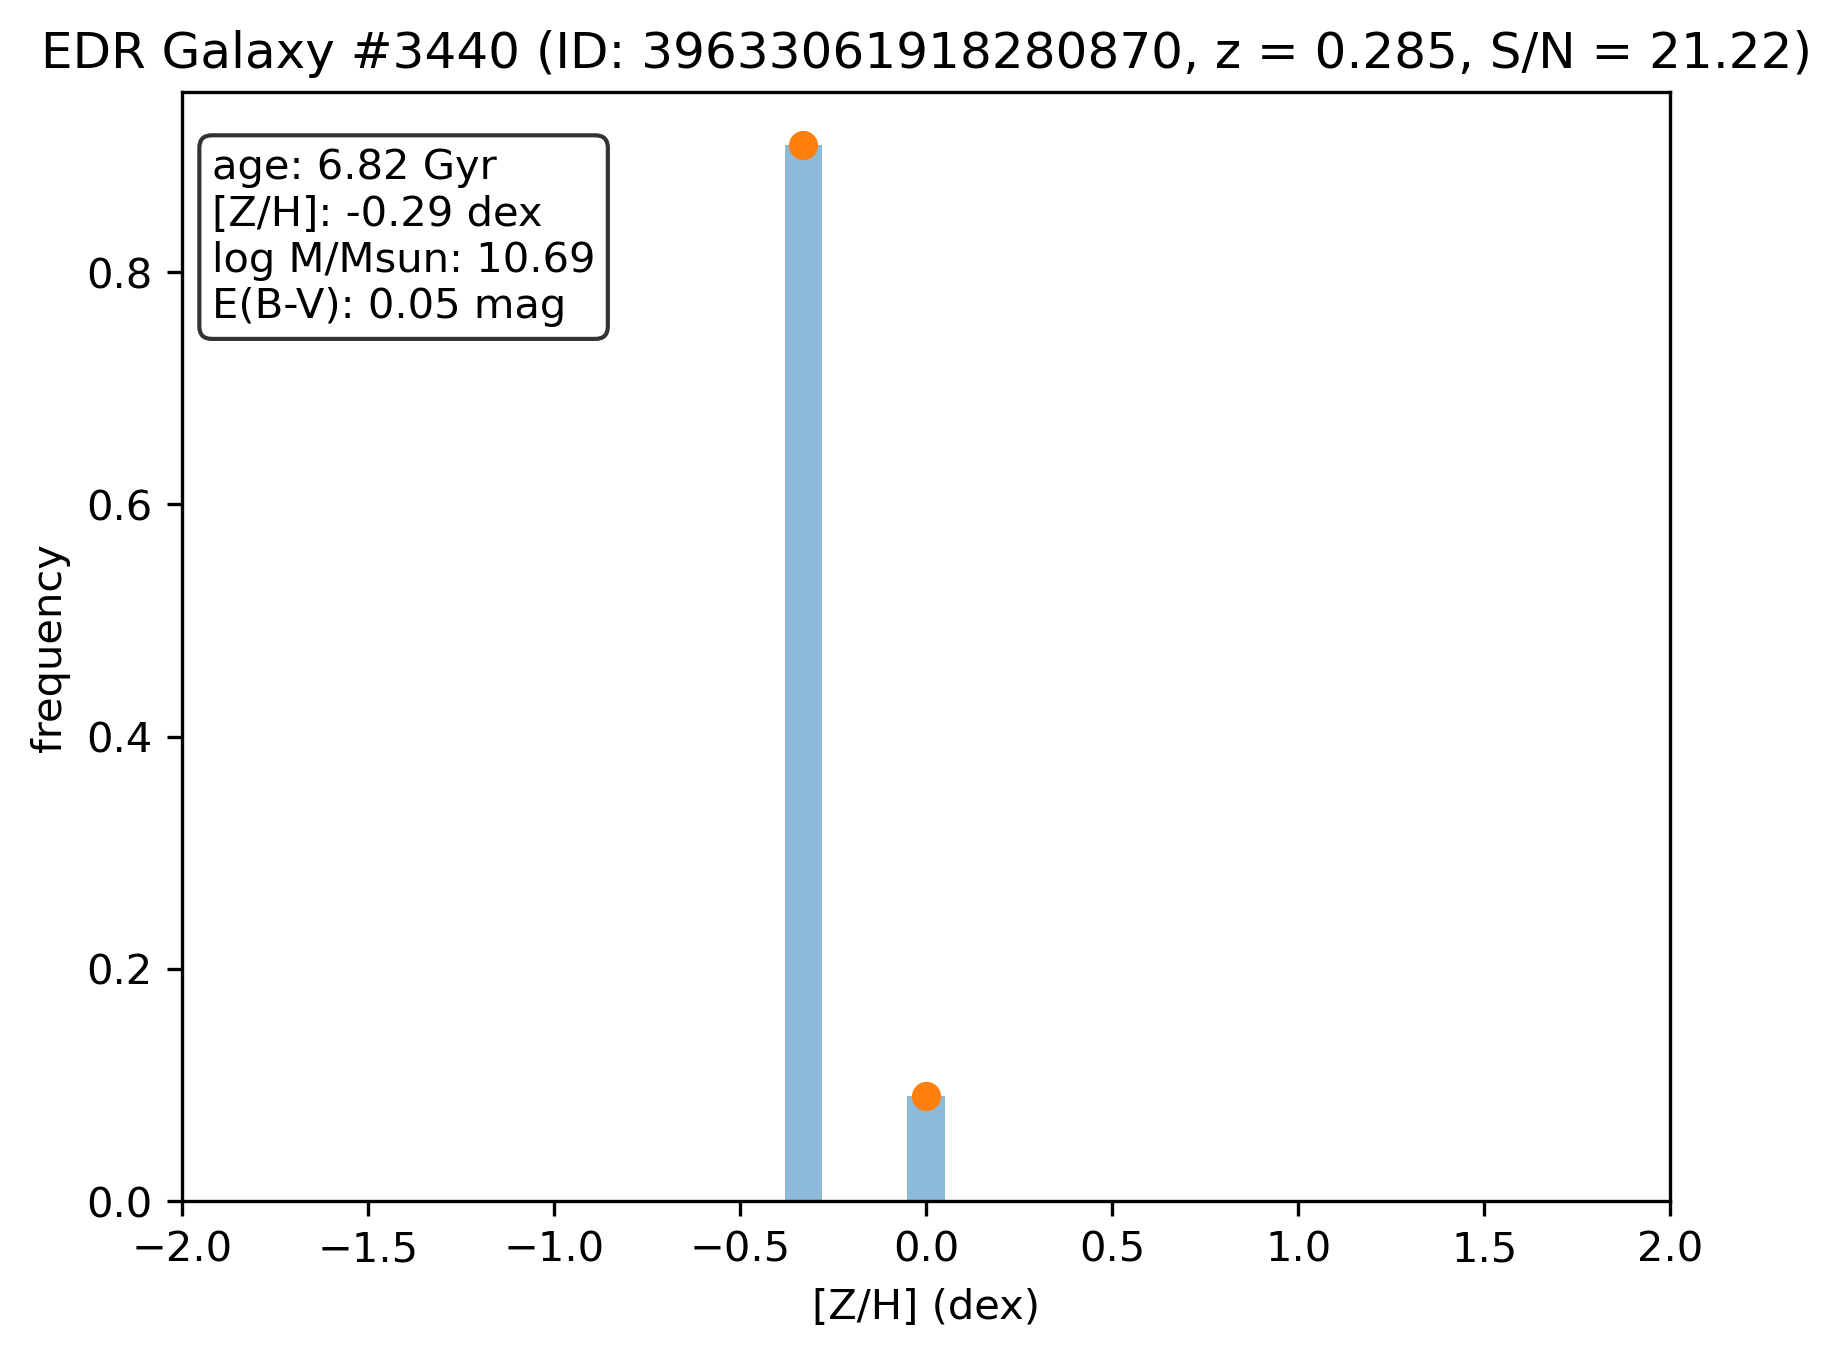 EDR Galaxy #3440 (ID: 39633061918280870, z = 0.285, S/N = 21.22)
age: 6.82 Gyr
[Z/H]: -0.29 dex
log M/Msun: 10.69
E(B-V): 0.05 mag
frequency
0.8
0.6
0.4
0.2
0.0
−2.0 −1.5 −1.0 −0.5 0.0 0.5 1.0 1.5 2.0
[Z/H] (dex)